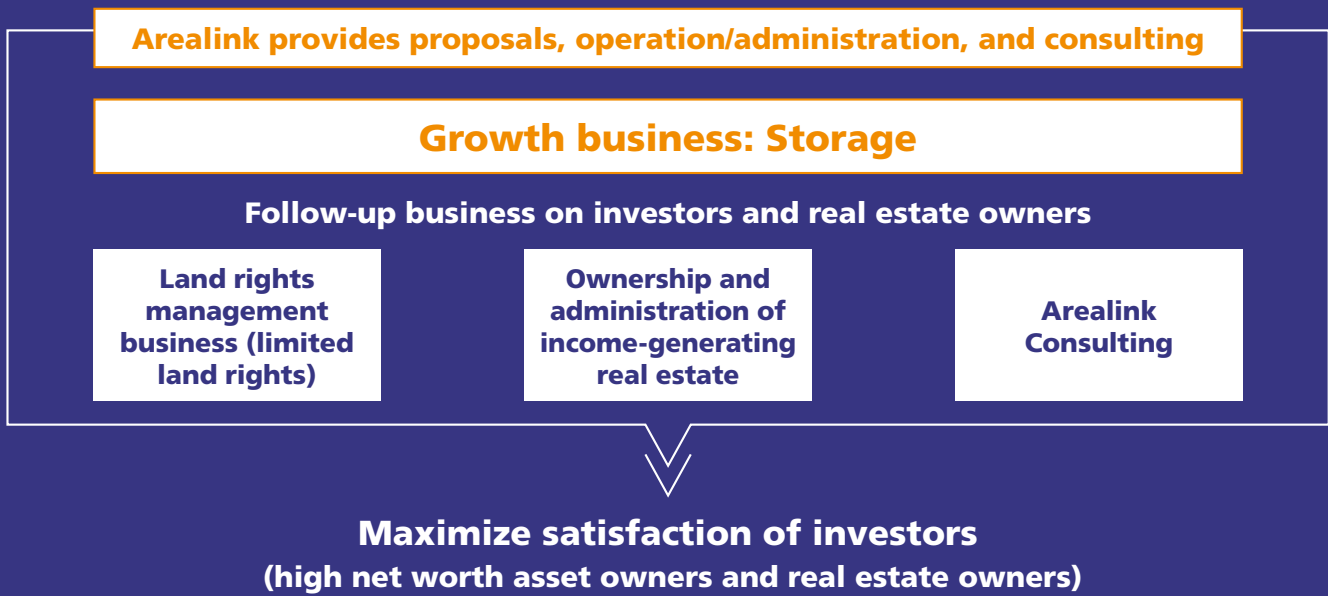 Arealink provides proposals, operation/administration, and consulting
Growth business: Storage
Follow-up business on investors and real estate owners
Land rights
management
business (limited
land rights)
Ownership and
administration of
income-generating
real estate
Arealink
Consulting
Maximize satisfaction of investors
(high net worth asset owners and real estate owners)